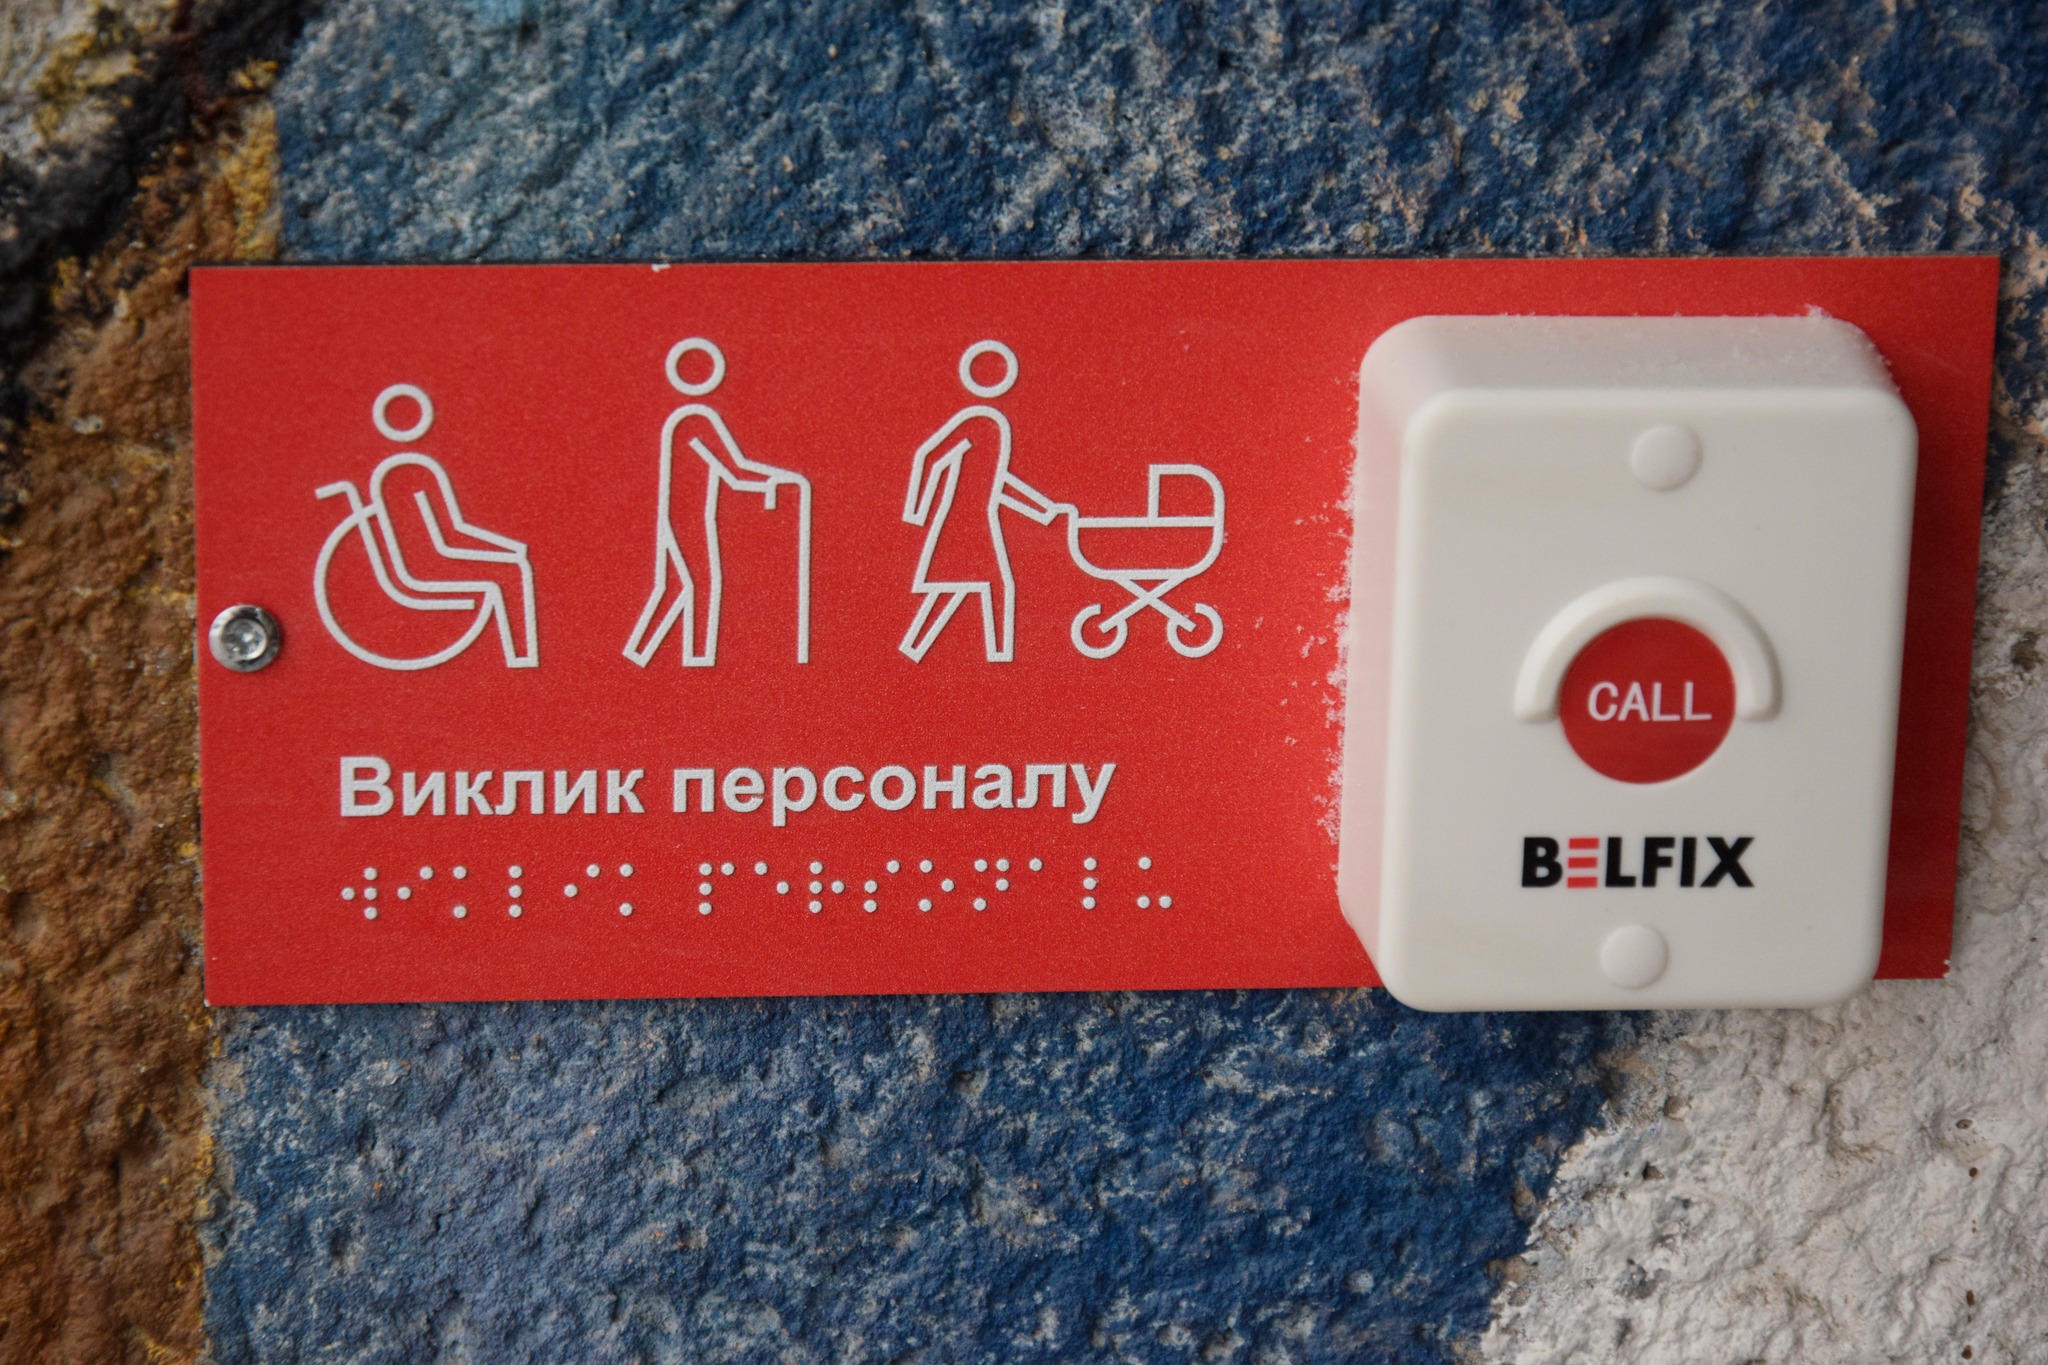 Виклик персоналу
⠺⠊⠅⠇⠊⠅ ⠏⠑⠗⠎⠕⠝⠁⠇⠥
CALL
BELFIX